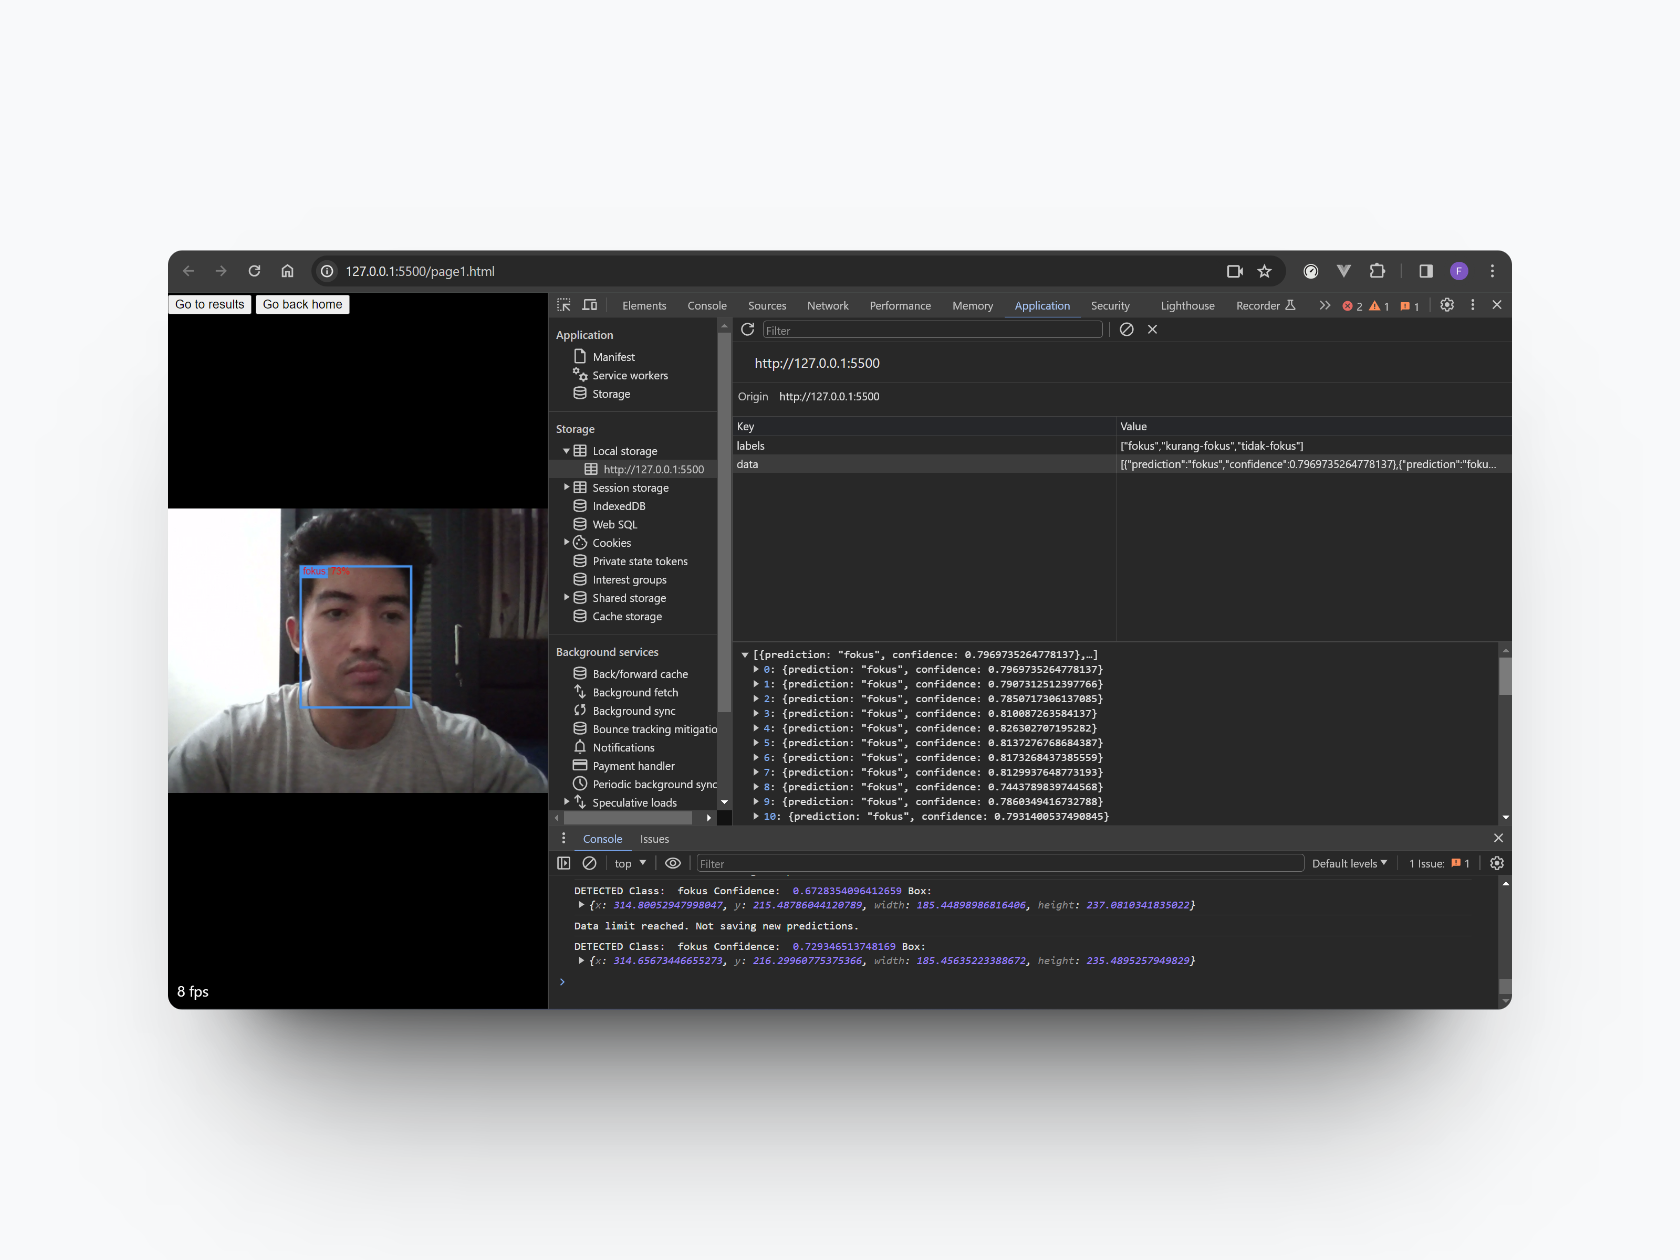 127.0.0.1:5500/page1.html
F
Go to results Go back home
fokus: 73%
8 fps
Elements Console Sources Network Performance Memory Application Security Lighthouse Recorder 2 1 1
Application
Manifest
Service workers
Storage
Storage
Local storage
http://127.0.0.1:5500
Session storage
IndexedDB
Web SQL
Cookies
Private state tokens
Interest groups
Shared storage
Cache storage
Background services
Back/forward cache
Background fetch
Background sync
Bounce tracking mitigatio
Notifications
Payment handler
Periodic background sync
Speculative loads
Filter
http://127.0.0.1:5500
Origin http://127.0.0.1:5500
Key Value
labels ["fokus","kurang-fokus","tidak-fokus"]
data [{"prediction":"fokus","confidence":0.7969735264778137},{"prediction":"foku...
[{prediction: "fokus", confidence: 0.7969735264778137},…]
0: {prediction: "fokus", confidence: 0.7969735264778137}
1: {prediction: "fokus", confidence: 0.7907312512397766}
2: {prediction: "fokus", confidence: 0.7850717306137085}
3: {prediction: "fokus", confidence: 0.810087263584137}
4: {prediction: "fokus", confidence: 0.826302707195282}
5: {prediction: "fokus", confidence: 0.8137276768684387}
6: {prediction: "fokus", confidence: 0.8173268437385559}
7: {prediction: "fokus", confidence: 0.8129937648773193}
8: {prediction: "fokus", confidence: 0.7443789839744568}
9: {prediction: "fokus", confidence: 0.7860349416732788}
10: {prediction: "fokus", confidence: 0.7931400537490845}
Console Issues
top Filter Default levels 1 Issue: 1
DETECTED Class: fokus Confidence: 0.6728354096412659 Box:
{x: 314.80052947998047, y: 215.48786044120789, width: 185.44898986816406, height: 237.0810341835022}
Data limit reached. Not saving new predictions.
DETECTED Class: fokus Confidence: 0.729346513748169 Box:
{x: 314.65673446655273, y: 216.29960775375366, width: 185.45635223388672, height: 235.4895257949829}